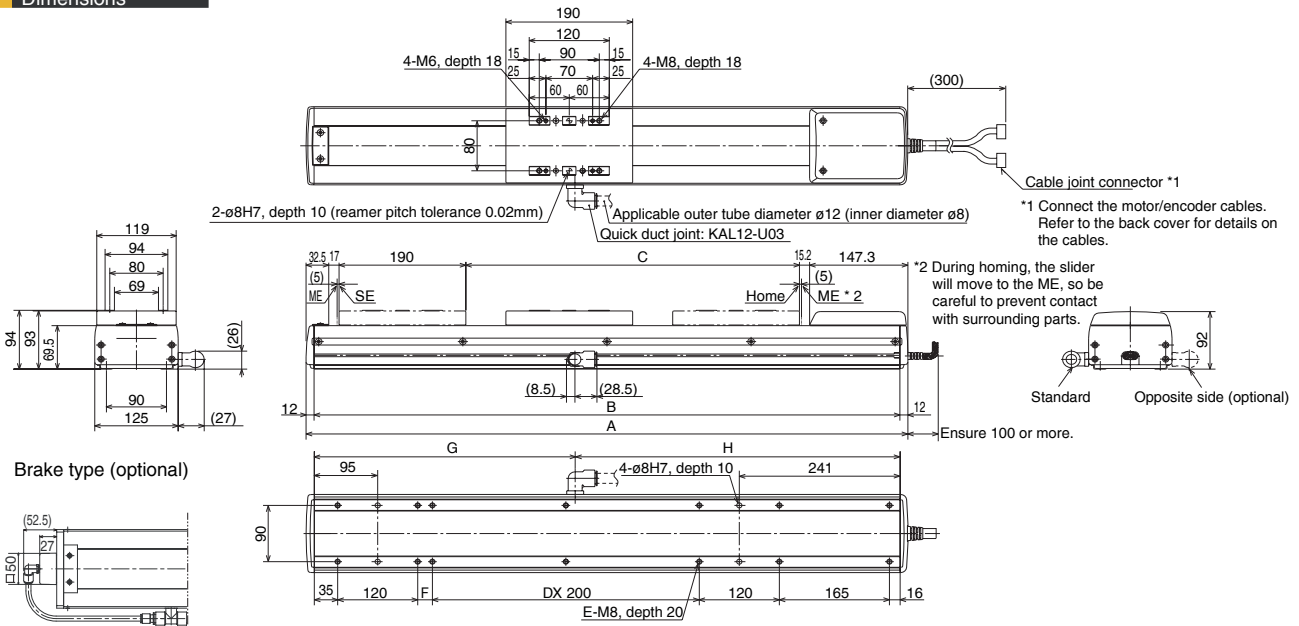 Dimensions
190
120
15
90
15
4-M6, depth 18
4-M8, depth 18
25
70
25
(300)
60
60
80
Cable joint connector *1
2-ø8H7, depth 10 (reamer pitch tolerance 0.02mm)
Applicable outer tube diameter ø12 (inner diameter ø8)
Quick duct joint: KAL12-U03
*1 Connect the motor/encoder cables.
Refer to the back cover for details on
the cables.
119
94
80
69
94
93
69.5
(26)
90
125
(27)
32.5
17
190
C
15.2
147.3
(5)
(5)
ME
SE
Home
ME * 2
*2 During homing, the slider
will move to the ME, so be
careful to prevent contact
with surrounding parts.
92
Standard
Opposite side (optional)
(8.5)
(28.5)
12
B
12
A
Ensure 100 or more.
G
H
95
4-ø8H7, depth 10
241
90
35
120
F
DX 200
120
165
16
E-M8, depth 20
Brake type (optional)
(52.5)
27
□50